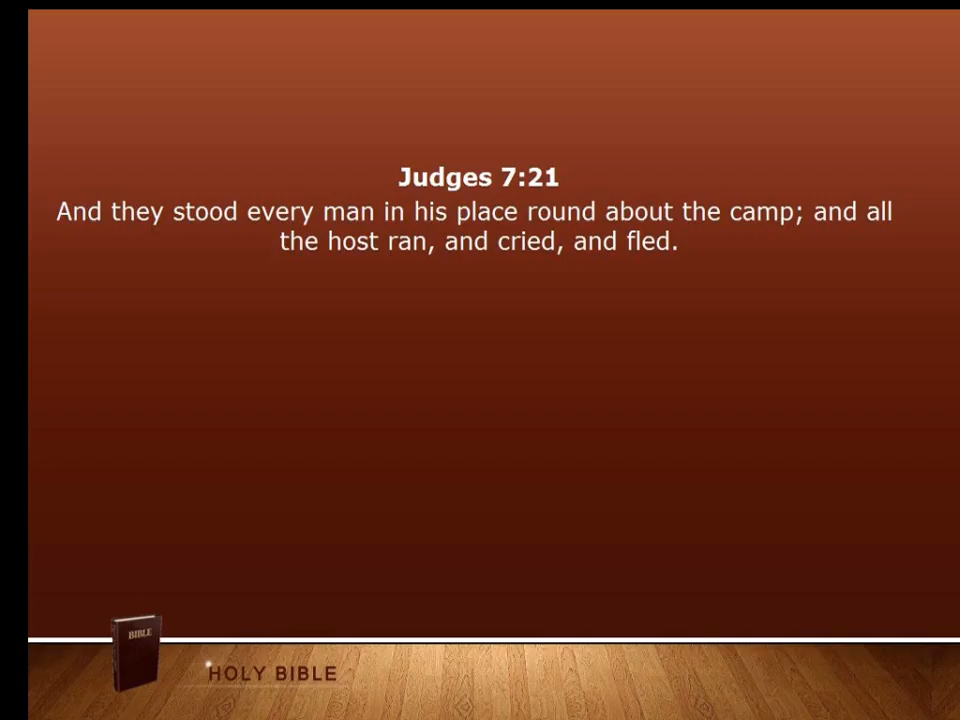 Judges 7:21
And they stood every man in his place round about the camp; and all
the host ran, and cried, and fled.
BIBLE
HOLY BIBLE